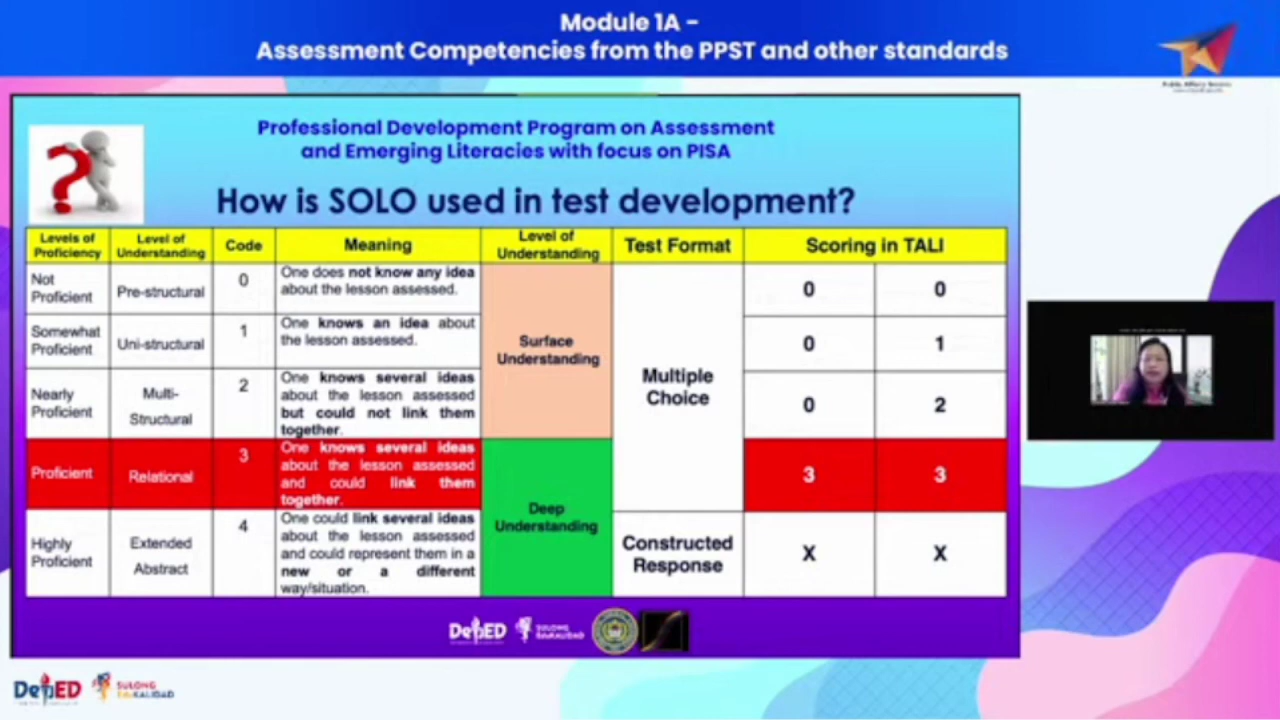 Module 1A -
Assessment Competencies from the PPST and other standards
Public Affairs Service
Professional Development Program on Assessment
and Emerging Literacies with focus on PISA
How is SOLO used in test development?
Levels of Proficiency
Level of Understanding
Code
Meaning
Level of Understanding
Test Format
Scoring in TALI
Not Proficient
Pre-structural
0
One does not know any idea
about the lesson assessed.
0
0
Somewhat Proficient
Uni-structural
1
One knows an idea about
the lesson assessed.
0
1
Nearly Proficient
Multi-Structural
2
One knows several ideas
about the lesson assessed
but could not link them
together.
0
2
Surface
Understanding
Multiple
Choice
Proficient
Relational
3
One knows several ideas
about the lesson assessed
and could link them
together.
3
3
Deep
Understanding
Highly Proficient
Extended Abstract
4
One could link several ideas
about the lesson assessed
and could represent them in a
new or a different
way/situation.
Constructed
Response
X
X
DepED
SULONG
EDUKALIDAD
DepED
SULONG
EDUKALIDAD